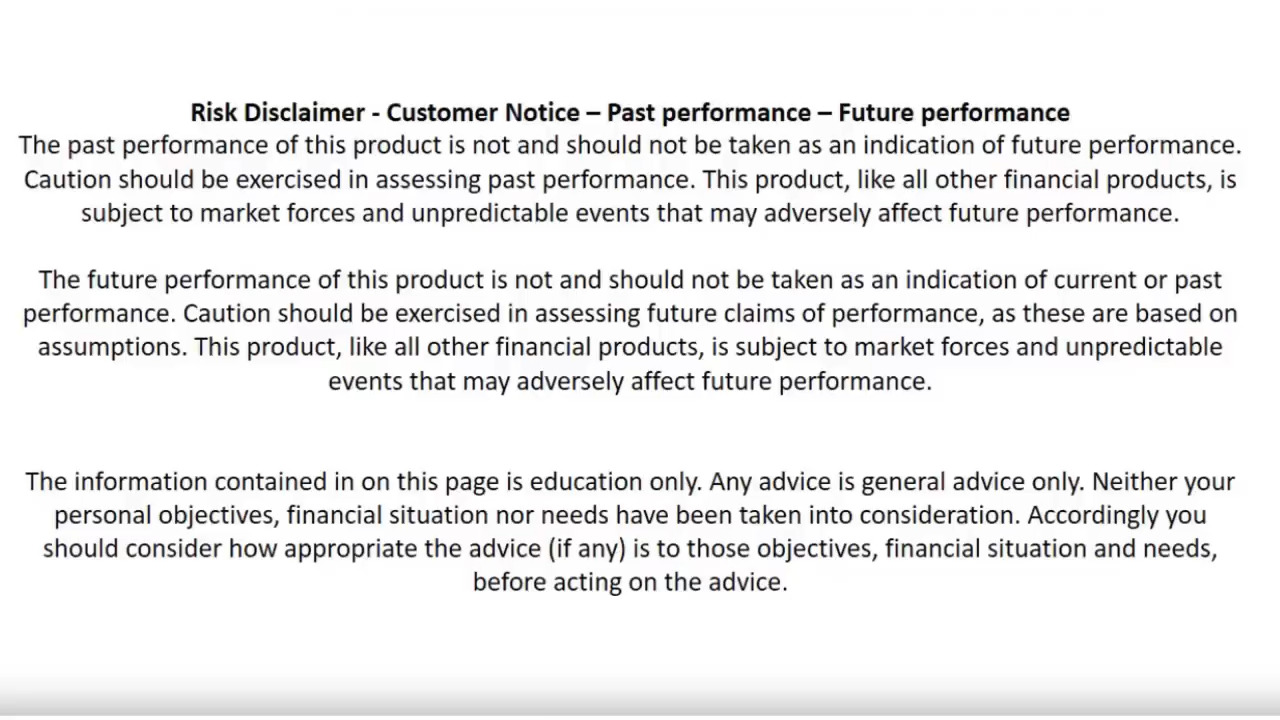 Risk Disclaimer - Customer Notice – Past performance – Future performance
The past performance of this product is not and should not be taken as an indication of future performance.
Caution should be exercised in assessing past performance. This product, like all other financial products, is
subject to market forces and unpredictable events that may adversely affect future performance.
The future performance of this product is not and should not be taken as an indication of current or past
performance. Caution should be exercised in assessing future claims of performance, as these are based on
assumptions. This product, like all other financial products, is subject to market forces and unpredictable
events that may adversely affect future performance.
The information contained in on this page is education only. Any advice is general advice only. Neither your
personal objectives, financial situation nor needs have been taken into consideration. Accordingly you
should consider how appropriate the advice (if any) is to those objectives, financial situation and needs,
before acting on the advice.